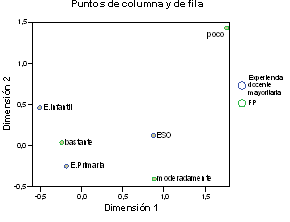 Puntos de columna y de fila
1,5
poco
1,0
E.Infantil
0,5
ESO
bastante
0,0
E.Primaria
moderadamente
-0,5
-0,5
0,0
0,5
1,0
1,5
Dimensión 1
Dimensión 2
Experiencia
docente
mayoritaria
PP